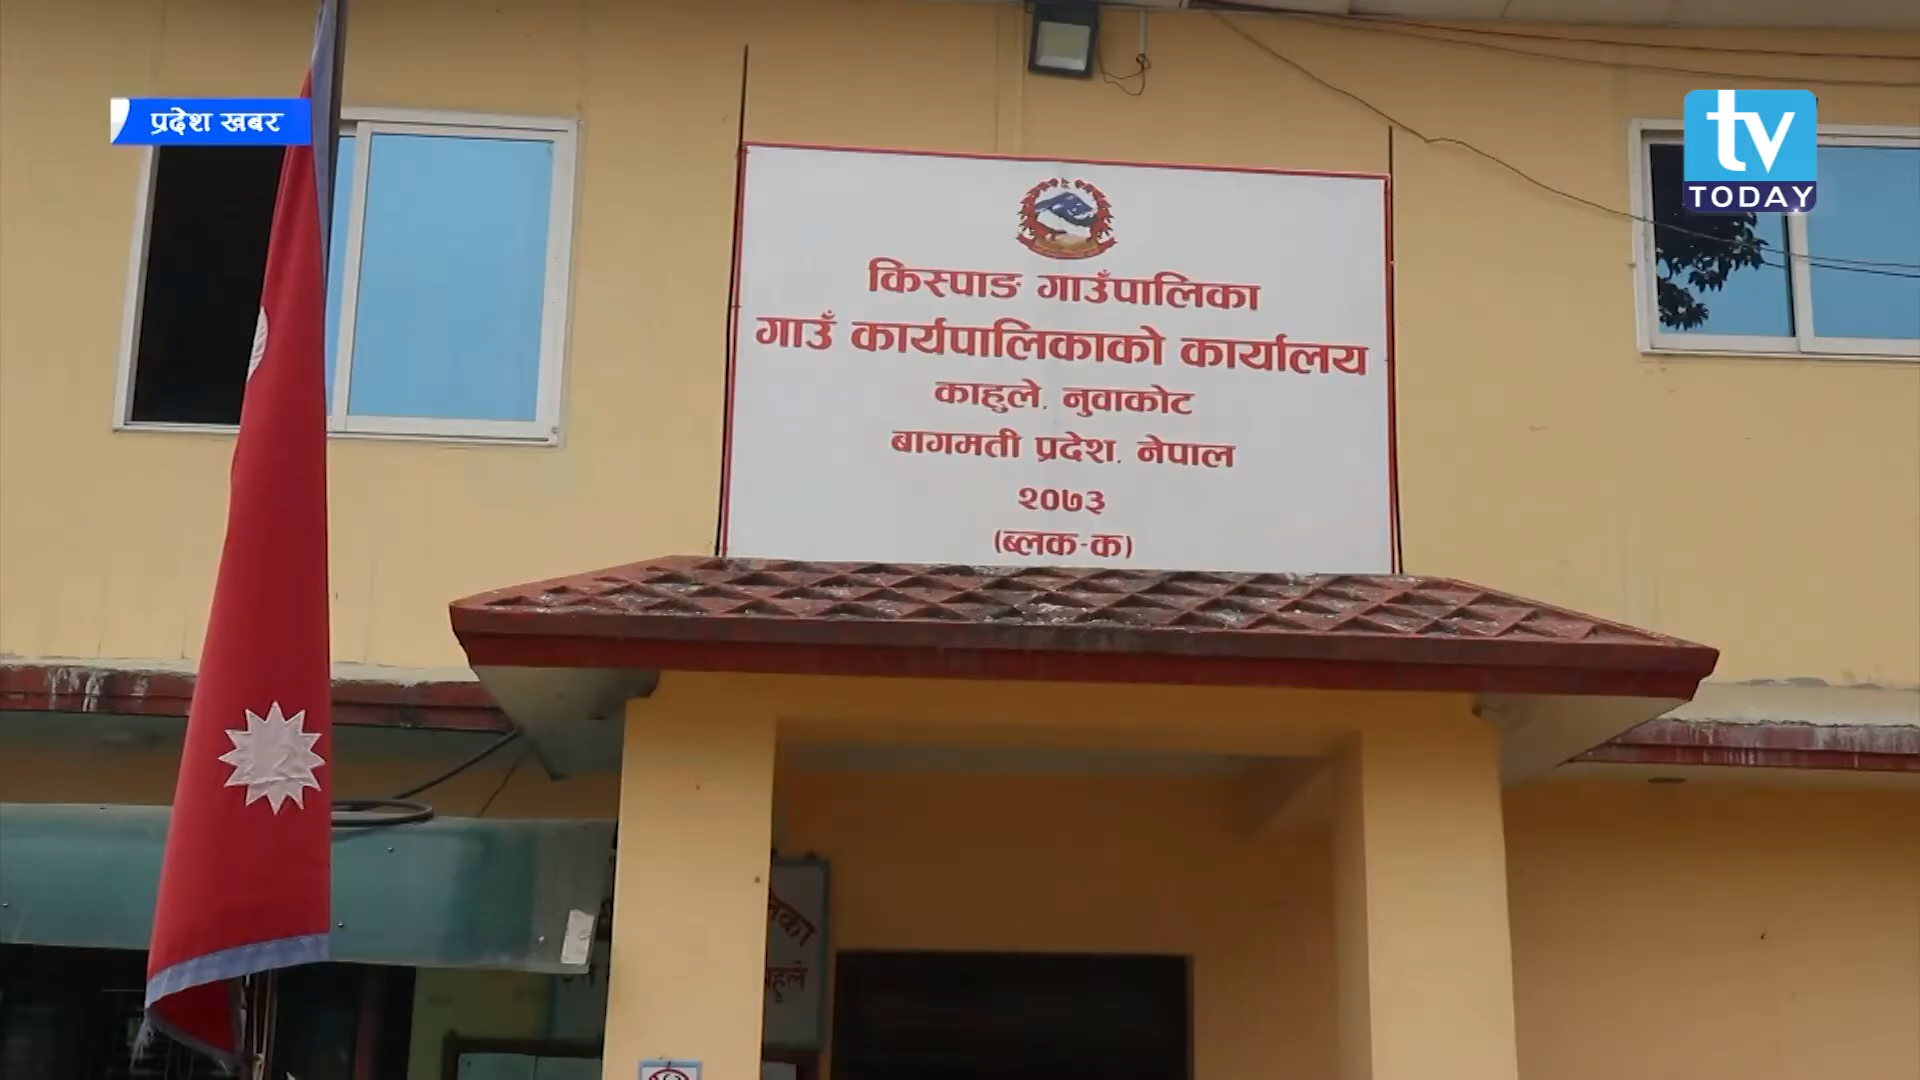 प्रदेश खबर
tv
TODAY
किस्पाङ गाउँपालिका
गाउँ कार्यपालिकाको कार्यालय
काहुले, नुवाकोट
बागमती प्रदेश, नेपाल
२०७३
(ब्लक-क)